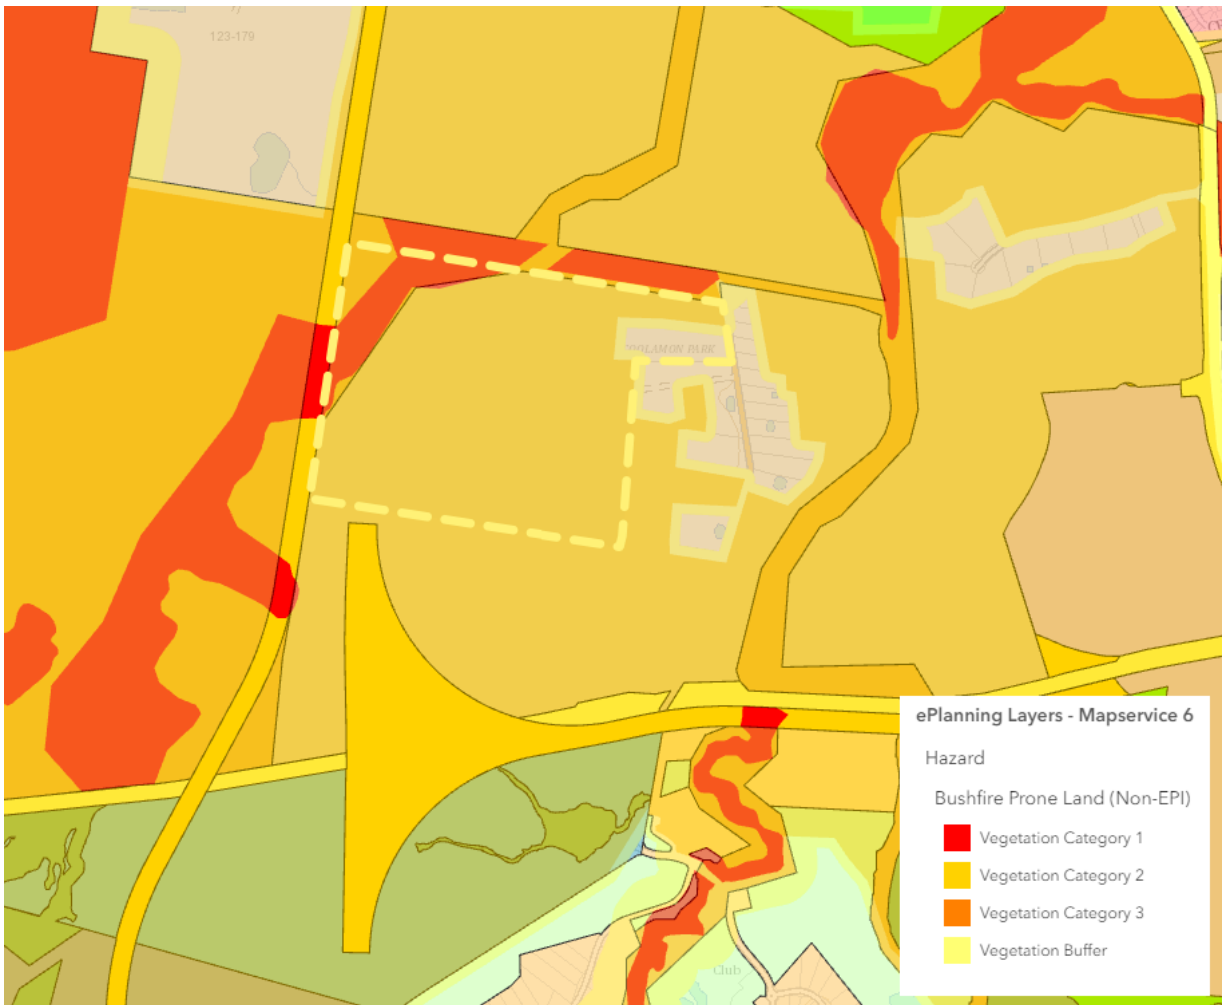 123-179
PARK
Club
ePlanning Layers - Mapservice 6
Hazard
Bushfire Prone Land (Non-EPI)
Vegetation Category 1
Vegetation Category 2
Vegetation Category 3
Vegetation Buffer